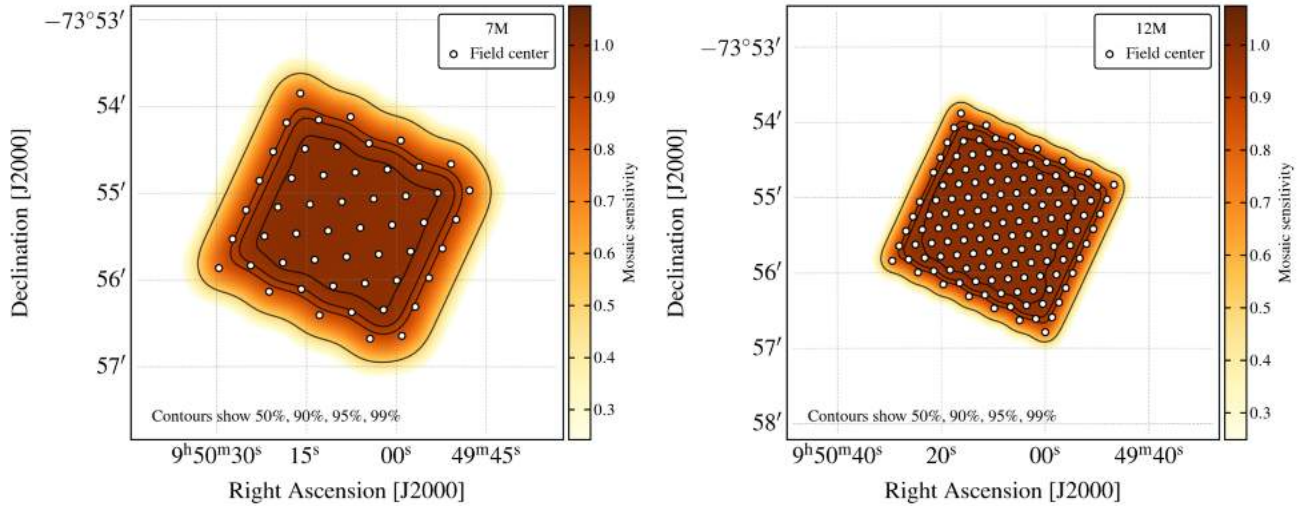 −73°53′
54′
55′
56′
57′
Declination [J2000]
7M
Field center
Contours show 50%, 90%, 95%, 99%
9ʰ50ᵐ30ˢ 15ˢ 00ˢ 49ᵐ45ˢ
Right Ascension [J2000]
1.0
0.9
0.8
0.7
0.6
0.5
0.4
0.3
Mosaic sensitivity
−73°53′
54′
55′
56′
57′
58′
Declination [J2000]
12M
Field center
Contours show 50%, 90%, 95%, 99%
9ʰ50ᵐ40ˢ 20ˢ 00ˢ 49ᵐ40ˢ
Right Ascension [J2000]
1.0
0.9
0.8
0.7
0.6
0.5
0.4
0.3
Mosaic sensitivity